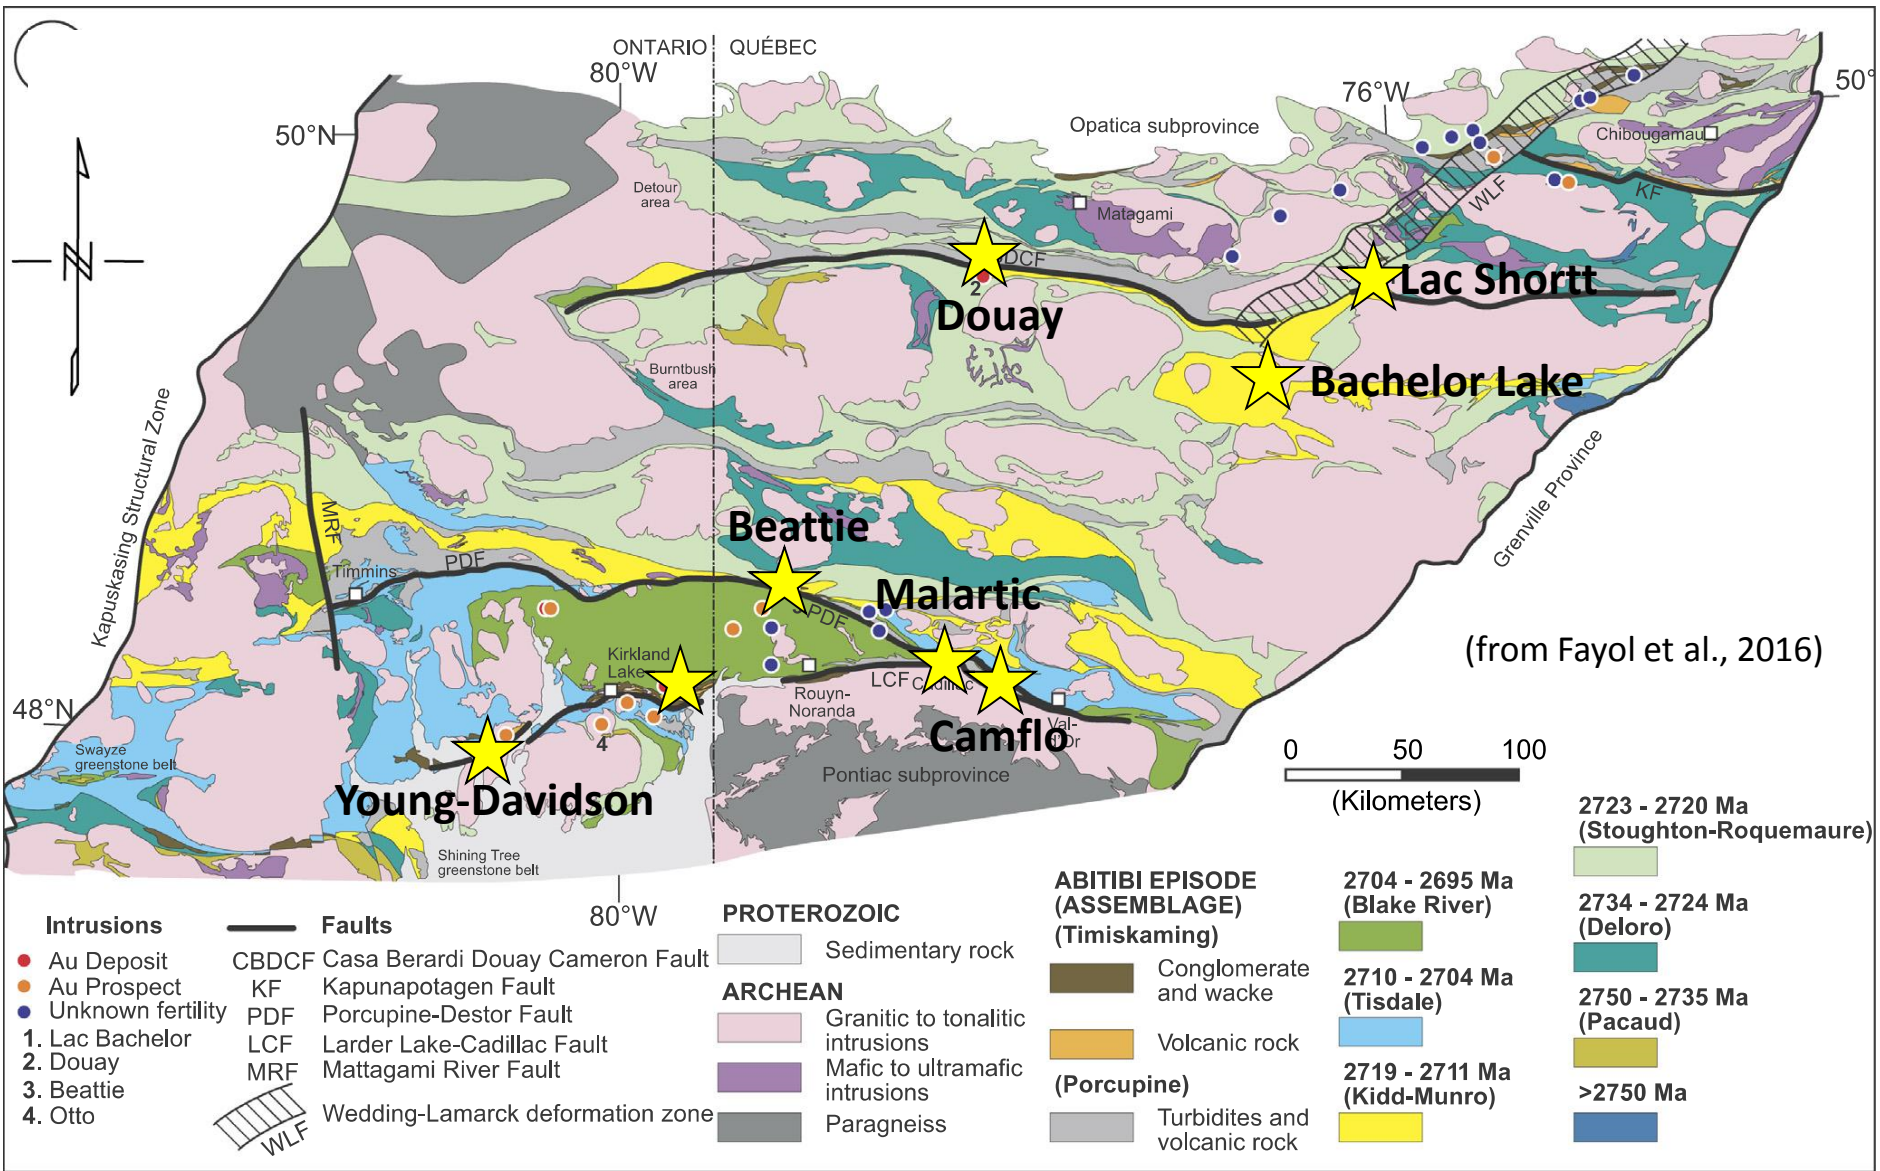 ONTARIO
QUÉBEC
80°W
76°W
50°
50°N
Opatica subprovince
Chibougamau
Detour
area
Matagami
WLF
KF
DCF
2
Douay
Lac Shortt
Bachelor Lake
Burntbush
area
Kapuskasing Structural Zone
Grenville Province
MRF
Beattie
PDF
Timmins
Malartic
PDF
(from Fayol et al., 2016)
Kirkland
Lake
LCF
Cadillac
Rouyn-
Noranda
48°N
Val-
d'Or
Camflo
4
Swayze
greenstone belt
Pontiac subprovince
Young-Davidson
0 50 100
(Kilometers)
Shining Tree
greenstone belt
80°W
Intrusions
Au Deposit
Au Prospect
Unknown fertility
1. Lac Bachelor
2. Douay
3. Beattie
4. Otto
Faults
CBDCF Casa Berardi Douay Cameron Fault
KF Kapunapotagen Fault
PDF Porcupine-Destor Fault
LCF Larder Lake-Cadillac Fault
MRF Mattagami River Fault
WLF Wedding-Lamarck deformation zone
PROTEROZOIC
Sedimentary rock
ARCHEAN
Granitic to tonalitic
intrusions
Mafic to ultramafic
intrusions
Paragneiss
ABITIBI EPISODE
(ASSEMBLAGE)
(Timiskaming)
Conglomerate
and wacke
Volcanic rock
(Porcupine)
Turbidites and
volcanic rock
2704 - 2695 Ma
(Blake River)
2710 - 2704 Ma
(Tisdale)
2719 - 2711 Ma
(Kidd-Munro)
2723 - 2720 Ma
(Stoughton-Roquemaure)
2734 - 2724 Ma
(Deloro)
2750 - 2735 Ma
(Pacaud)
>2750 Ma